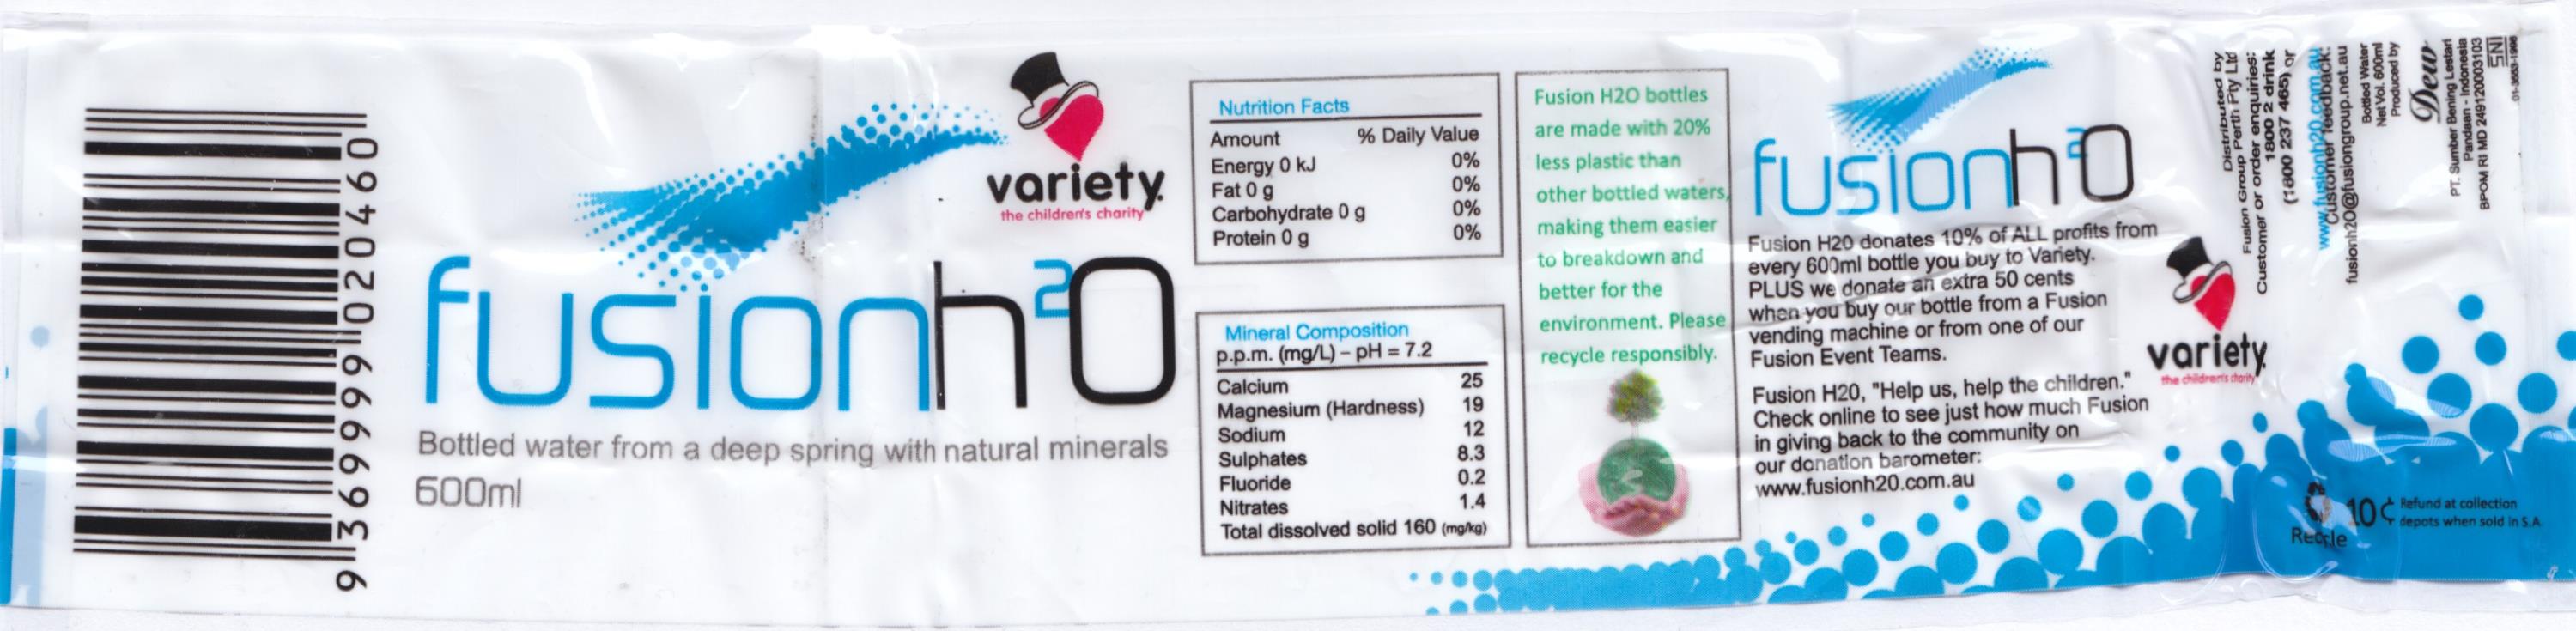 9 369999 020460
fusionh²O
Bottled water from a deep spring with natural minerals
600ml
variety.
the children's charity
Nutrition Facts
Amount % Daily Value
Energy 0 kJ 0%
Fat 0 g 0%
Carbohydrate 0 g 0%
Protein 0 g 0%
Mineral Composition
p.p.m. (mg/L) – pH = 7.2
Calcium 25
Magnesium (Hardness) 19
Sodium 12
Sulphates 8.3
Fluoride 0.2
Nitrates 1.4
Total dissolved solid 160 (mg/kg)
Fusion H2O bottles
are made with 20%
less plastic than
other bottled waters,
making them easier
to breakdown and
better for the
environment. Please
recycle responsibly.
fusionh²O
Fusion H20 donates 10% of ALL profits from
every 600ml bottle you buy to Variety.
PLUS we donate an extra 50 cents
when you buy our bottle from a Fusion
vending machine or from one of our
Fusion Event Teams.
Fusion H20, "Help us, help the children."
Check online to see just how much Fusion
in giving back to the community on
our donation barometer:
www.fusionh20.com.au
variety.
the children's charity
Distributed by
Fusion Group Perth Pty Ltd
Customer or order enquiries:
1800 2 drink
(1800 237 465) or
www.fusionh20.com.au
Customer feedback:
fusionh2O@fusiongroup.net.au
Bottled Water
Net Vol. 600ml
Produced by
Dew
PT. Sumber Bening Lestari
Pandaan - Indonesia
BPOM RI MD 249120003103
SNI
01-3553-1996
Recycle
10¢ Refund at collection
depots when sold in S.A.